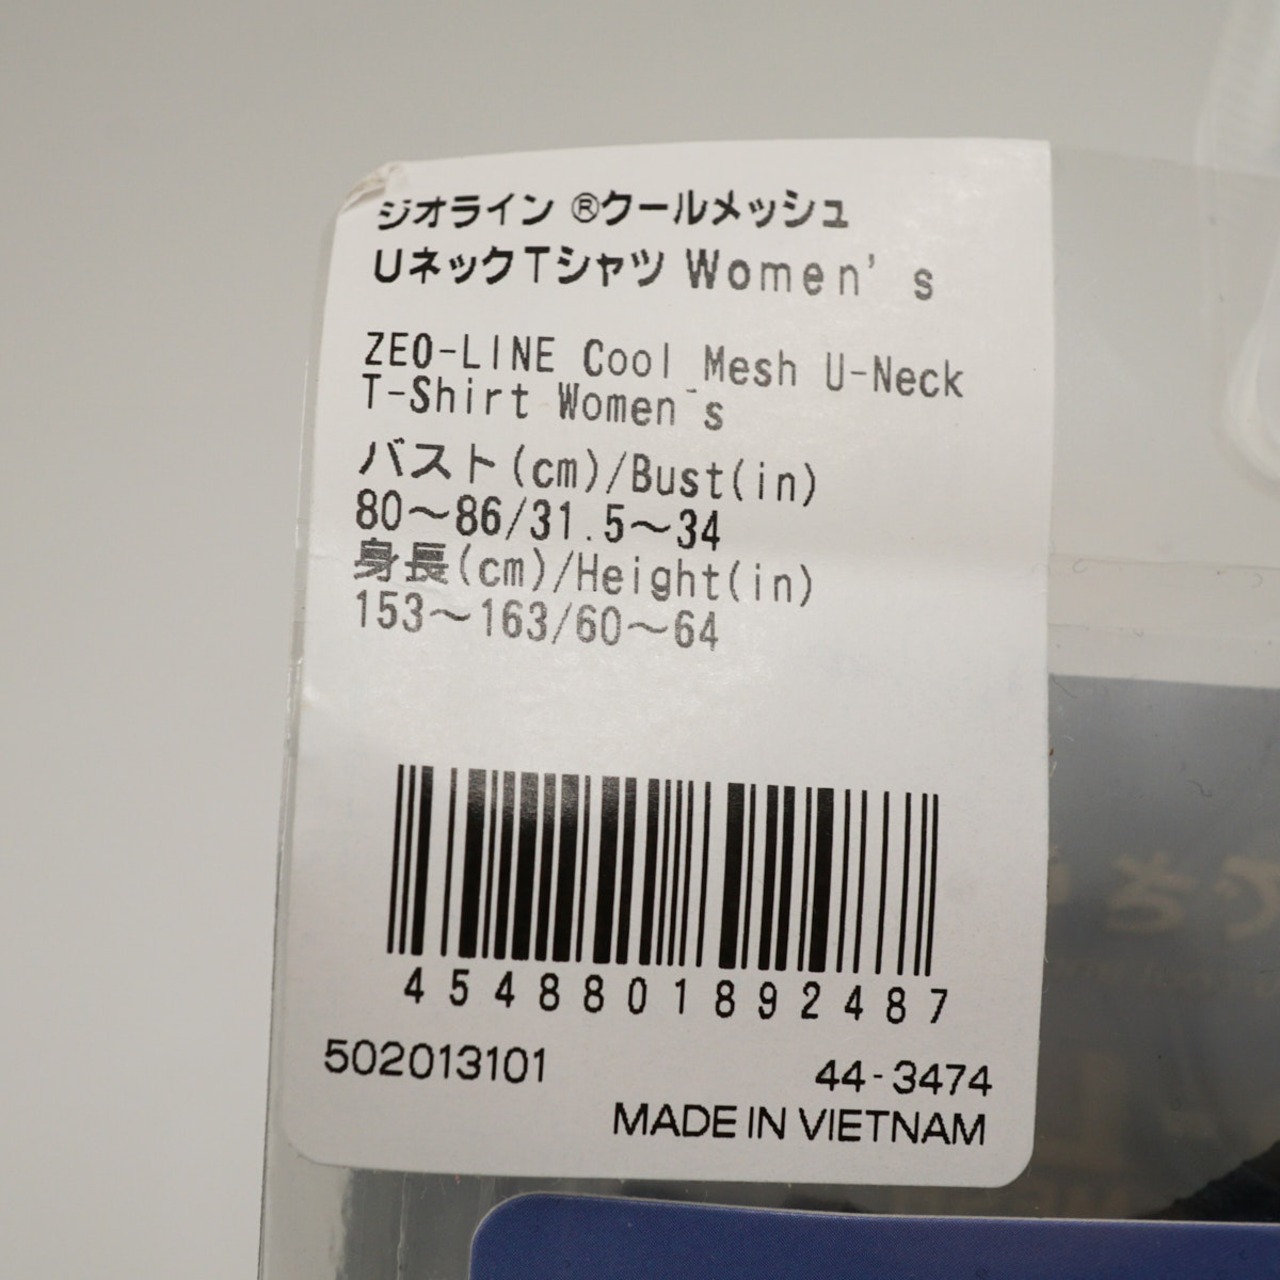 ジオライン ®クールメッシュ
UネックTシャツ Women's
ZEO-LINE Cool Mesh U-Neck
T-Shirt Women's
バスト(cm)/Bust(in)
80～86/31.5～34
身長(cm)/Height(in)
153～163/60～64
4548801892487
502013101
44-3474
MADE IN VIETNAM